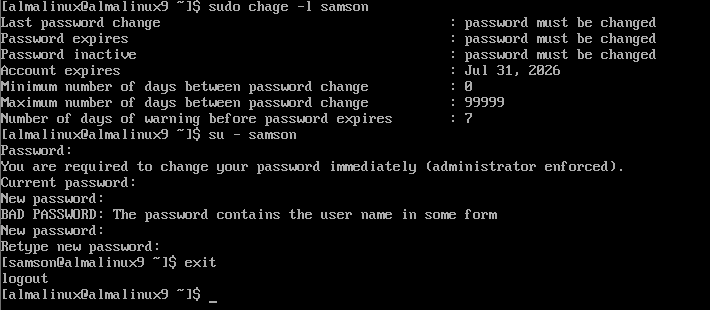 [almalinux@almalinux9 ~]$ sudo chage -l samson
Last password change : password must be changed
Password expires : password must be changed
Password inactive : password must be changed
Account expires : Jul 31, 2026
Minimum number of days between password change : 0
Maximum number of days between password change : 99999
Number of days of warning before password expires : 7
[almalinux@almalinux9 ~]$ su - samson
Password:
You are required to change your password immediately (administrator enforced).
Current password:
New password:
BAD PASSWORD: The password contains the user name in some form
New password:
Retype new password:
[samson@almalinux9 ~]$ exit
logout
[almalinux@almalinux9 ~]$ _